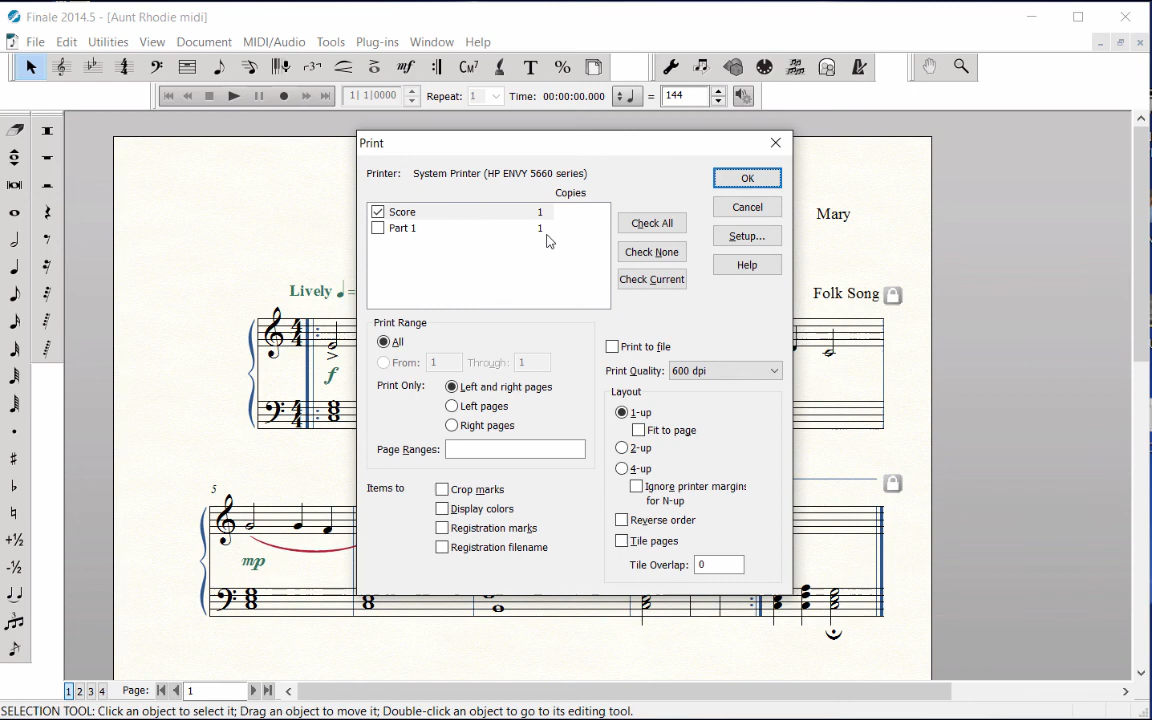 Finale 2014.5 - [Aunt Rhodie midi]
File Edit Utilities View Document MIDI/Audio Tools Plug-ins Window Help
CM7 T %
1| 1|0000 Repeat: 1 Time: 00:00:00.000 = 144
Print
Printer: System Printer (HP ENVY 5660 series)
Copies
Score 1
Part 1 1
OK
Cancel
Setup...
Help
Check All
Check None
Check Current
Print Range
All
From: 1 Through: 1
Print Only: Left and right pages
Left pages
Right pages
Page Ranges:
Items to Crop marks
Display colors
Registration marks
Registration filename
Print to file
Print Quality: 600 dpi
Layout
1-up
Fit to page
2-up
4-up
Ignore printer margins
for N-up
Reverse order
Tile pages
Tile Overlap: 0
Mary
Lively =
Folk Song
f
5
mp
+½
-½
1 2 3 4 Page: 1
SELECTION TOOL: Click an object to select it; Drag an object to move it; Double-click an object to go to its editing tool.